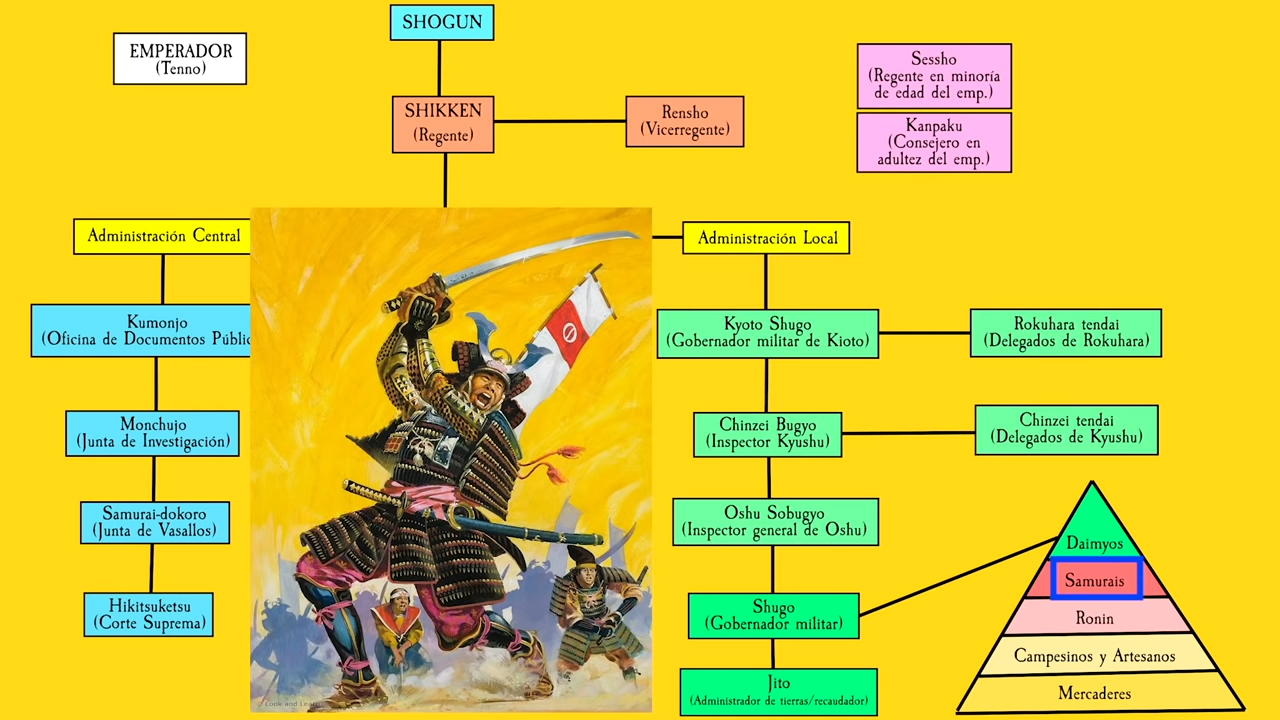 SHOGUN
EMPERADOR
(Tenno)
Sessho
(Regente en minoría
de edad del emp.)
SHIKKEN
(Regente)
Rensho
(Vicerregente)
Kanpaku
(Consejero en
adultez del emp.)
Administración Central
Administración Local
Kumonjo
(Oficina de Documentos Públic
Kyoto Shugo
(Gobernador militar de Kioto)
Rokuhara tendai
(Delegados de Rokuhara)
Monchujo
(Junta de Investigación)
Chinzei Bugyo
(Inspector Kyushu)
Chinzei tendai
(Delegados de Kyushu)
Samurai-dokoro
(Junta de Vasallos)
Oshu Sobugyo
(Inspector general de Oshu)
Hikitsuketsu
(Corte Suprema)
Shugo
(Gobernador militar)
Jito
(Administrador de tierras/recaudador)
Daimyos
Samurais
Ronin
Campesinos y Artesanos
Mercaderes
© Look and Learn